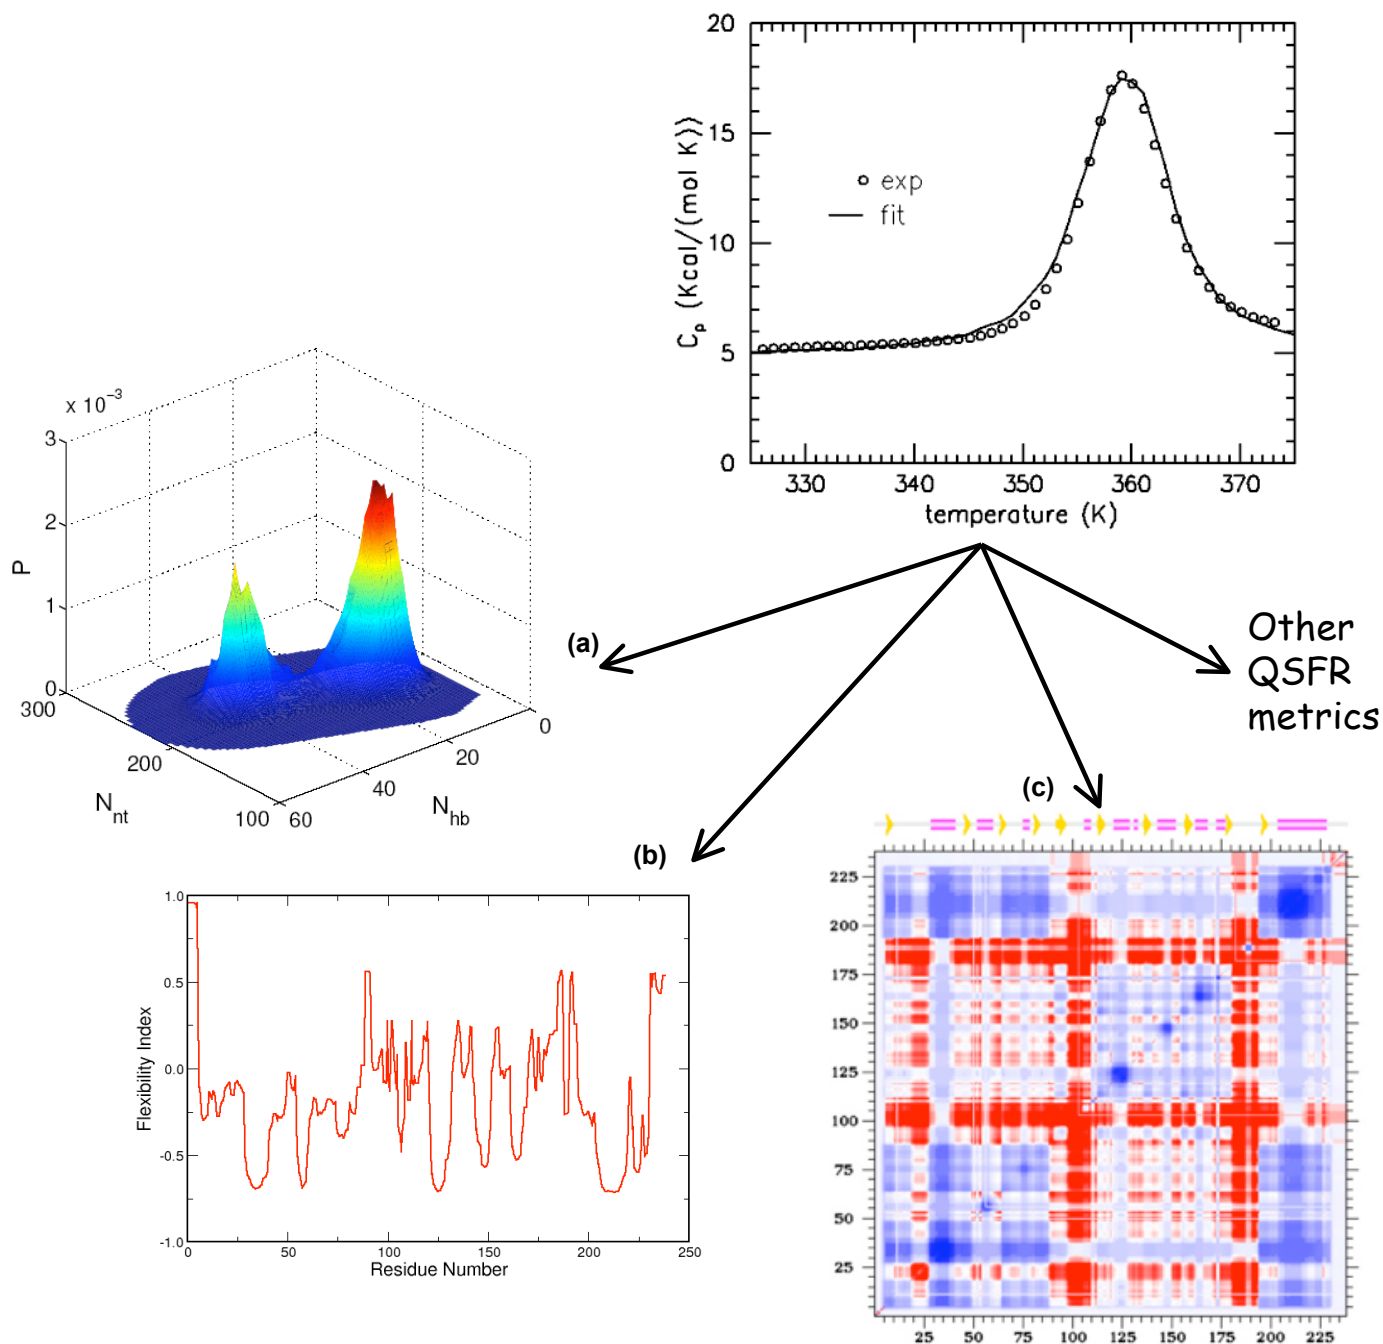 20
15
10
5
0
C_p (Kcal/(mol K))
exp
fit
330 340 350 360 370
temperature (K)
x 10^-3
3
2
1
0
P
300
200
100
N_nt
60
40
20
0
N_hb
(a)
Other
QSFR
metrics
(c)
(b)
1.0
0.5
0.0
-0.5
-1.0
Flexibility Index
0 50 100 150 200 250
Residue Number
225
200
175
150
125
100
75
50
25
25 50 75 100 125 150 175 200 225